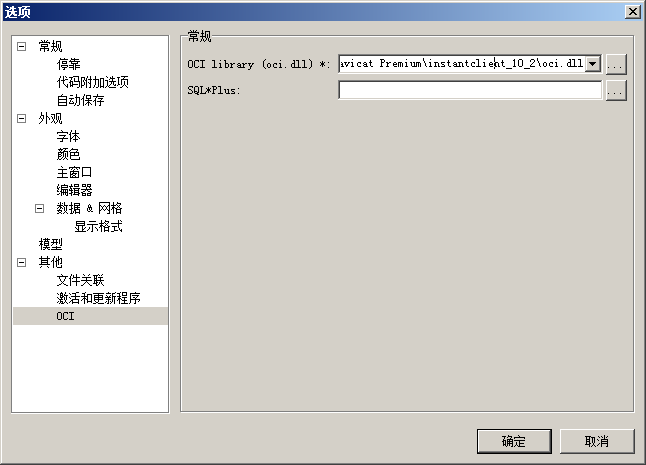 选项
常规
停靠
代码附加选项
自动保存
外观
字体
颜色
主窗口
编辑器
数据 & 网格
显示格式
模型
其他
文件关联
激活和更新程序
OCI
常规
OCI library (oci.dll) *: avicat Premium\instantclient_10_2\oci.dll ...
SQL*Plus: ...
确定 取消